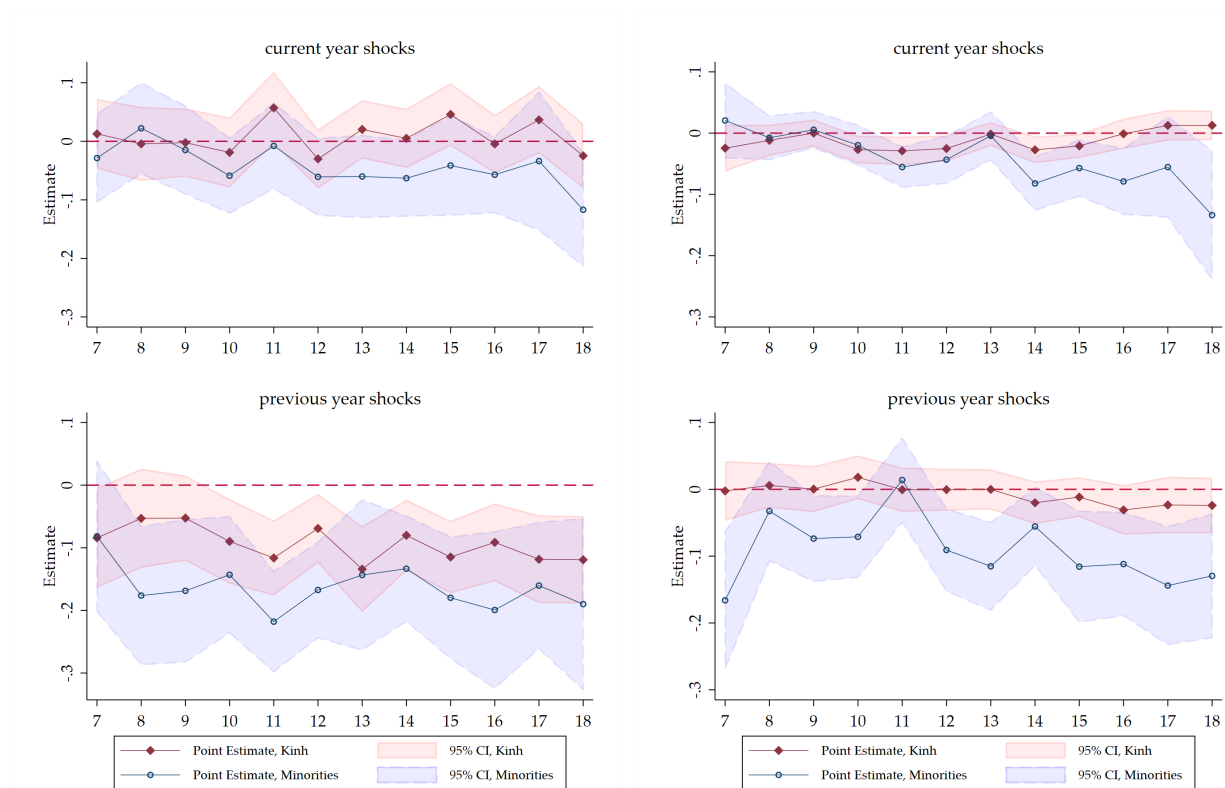 current year shocks
Estimate
.1
0
-.1
-.2
-.3
7 8 9 10 11 12 13 14 15 16 17 18
previous year shocks
Estimate
.1
0
-.1
-.2
-.3
7 8 9 10 11 12 13 14 15 16 17 18
Point Estimate, Kinh 95% CI, Kinh
Point Estimate, Minorities 95% CI, Minorities
current year shocks
Estimate
.1
0
-.1
-.2
-.3
7 8 9 10 11 12 13 14 15 16 17 18
previous year shocks
Estimate
.1
0
-.1
-.2
-.3
7 8 9 10 11 12 13 14 15 16 17 18
Point Estimate, Kinh 95% CI, Kinh
Point Estimate, Minorities 95% CI, Minorities